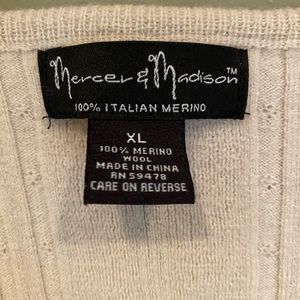 Mercer & Madison™
100% ITALIAN MERINO
XL
100% MERINO
WOOL
MADE IN CHINA
RN 59478
CARE ON REVERSE